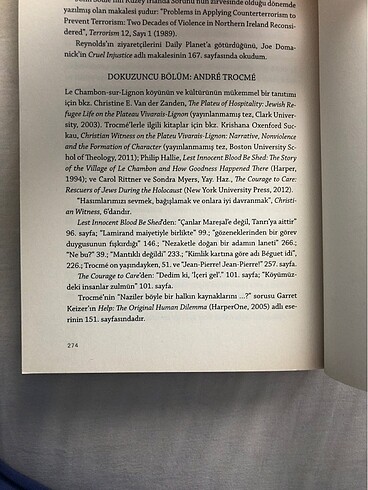 yazılmış olan makalesi yudur: "Problems in Applying Counterterrorism to
Prevent Terrorism: Two Decades of Violence in Northern Ireland Reconsi-
dered", Terrorism 12, Sayı 1 (1989).
Reynolds'ın ziyaretçilerini Daily Planet'a götürdüğünü, Joe Doma-
nick'in Cruel Injustice adlı makalesinin 167. sayısında okudum.
DOKUZUNCU BÖLÜM: ANDRÉ TROCMÉ
Le Chambon-sur-Lignon köyünün ve kültürünün mükemmel bir tanıtımı
için bkz. Christine E. Van der Zanden, The Plateu of Hospitality: Jewish Re-
fugee Life on the Plateau Vivarais-Lignon (yayınlanmamış tez, Clark Univer-
sity, 2003). Trocmé'lerle ilgili kitaplar için bkz. Krishana Oxenford Suc-
kau, Christian Witness on the Plateu Vivarais-Lignon: Narrative, Nonviolence
and the Formation of Character (yayınlanmamış tez, Boston University Sc-
hol of Theology, 2011); Philip Hallie, Lest Innocent Blood Be Shed: The Story
of the Village of Le Chambon and How Goodness Happened There (Harper,
1994); ve Carol Rittner ve Sondra Myers, Yay. Haz., The Courage to Care:
Rescuers of Jews During the Holocaust (New York University Press, 2012).
"Hasımlarımızı sevmek, bağışlamak ve onlara iyi davranmak", Christi-
an Witness, 6'dandır.
Lest Innocent Blood Be Shed'den: "Çanlar Mareşal'e değil, Tanrı'ya aittir"
96. sayfa; "Lamirand maiyetiyle birlikte" 99.; "gözeneklerinden bir görev
duygusunun fışkırdığı" 146.; "Nezaketle doğan bir adamın laneti" 266.;
"Ne bu?" 39.; "Mantıklı değildi" 233.; "Kimlik kartına göre adı Béguet idi",
226.; Trocmé on yaşındayken, 51. ve "Jean-Pierre! Jean-Pierre!" 257. sayfa.
The Courage to Care'den: "Dedim ki, 'İçeri gel'." 101. sayfa; "Köyümüz-
deki insanlar zulmün" 101. sayfa.
Trocmé'nin "Naziler böyle bir halkın kaynaklarını ...?" sorusu Garret
Keizer'ın Help: The Original Human Dilemma (HarperOne, 2005) adlı ese-
rinin 151. sayfasındadır.
274